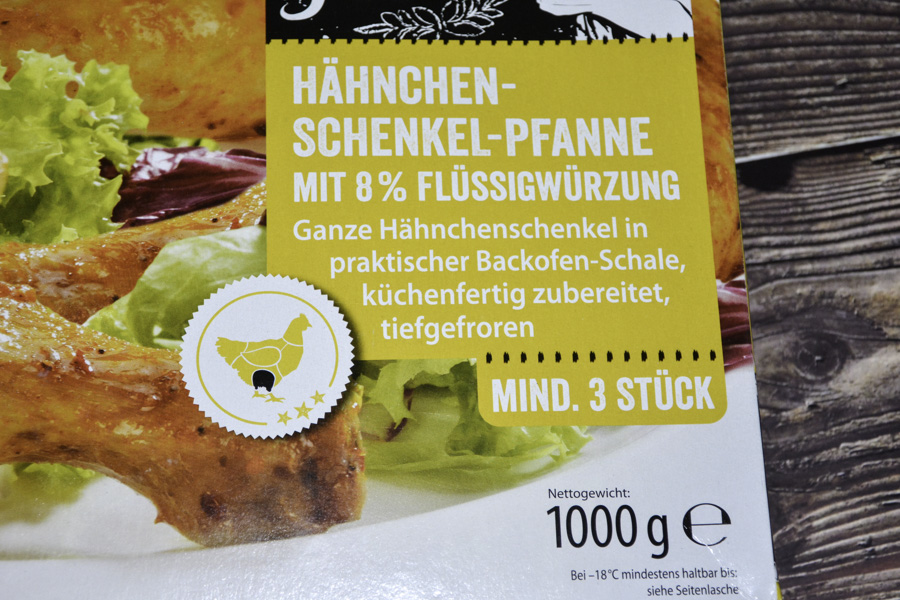 HÄHNCHEN-
SCHENKEL-PFANNE
MIT 8% FLÜSSIGWÜRZUNG
Ganze Hähnchenschenkel in
praktischer Backofen-Schale,
küchenfertig zubereitet,
tiefgefroren
MIND. 3 STÜCK
Nettogewicht:
1000 g ℮
Bei –18°C mindestens haltbar bis:
siehe Seitenlasche